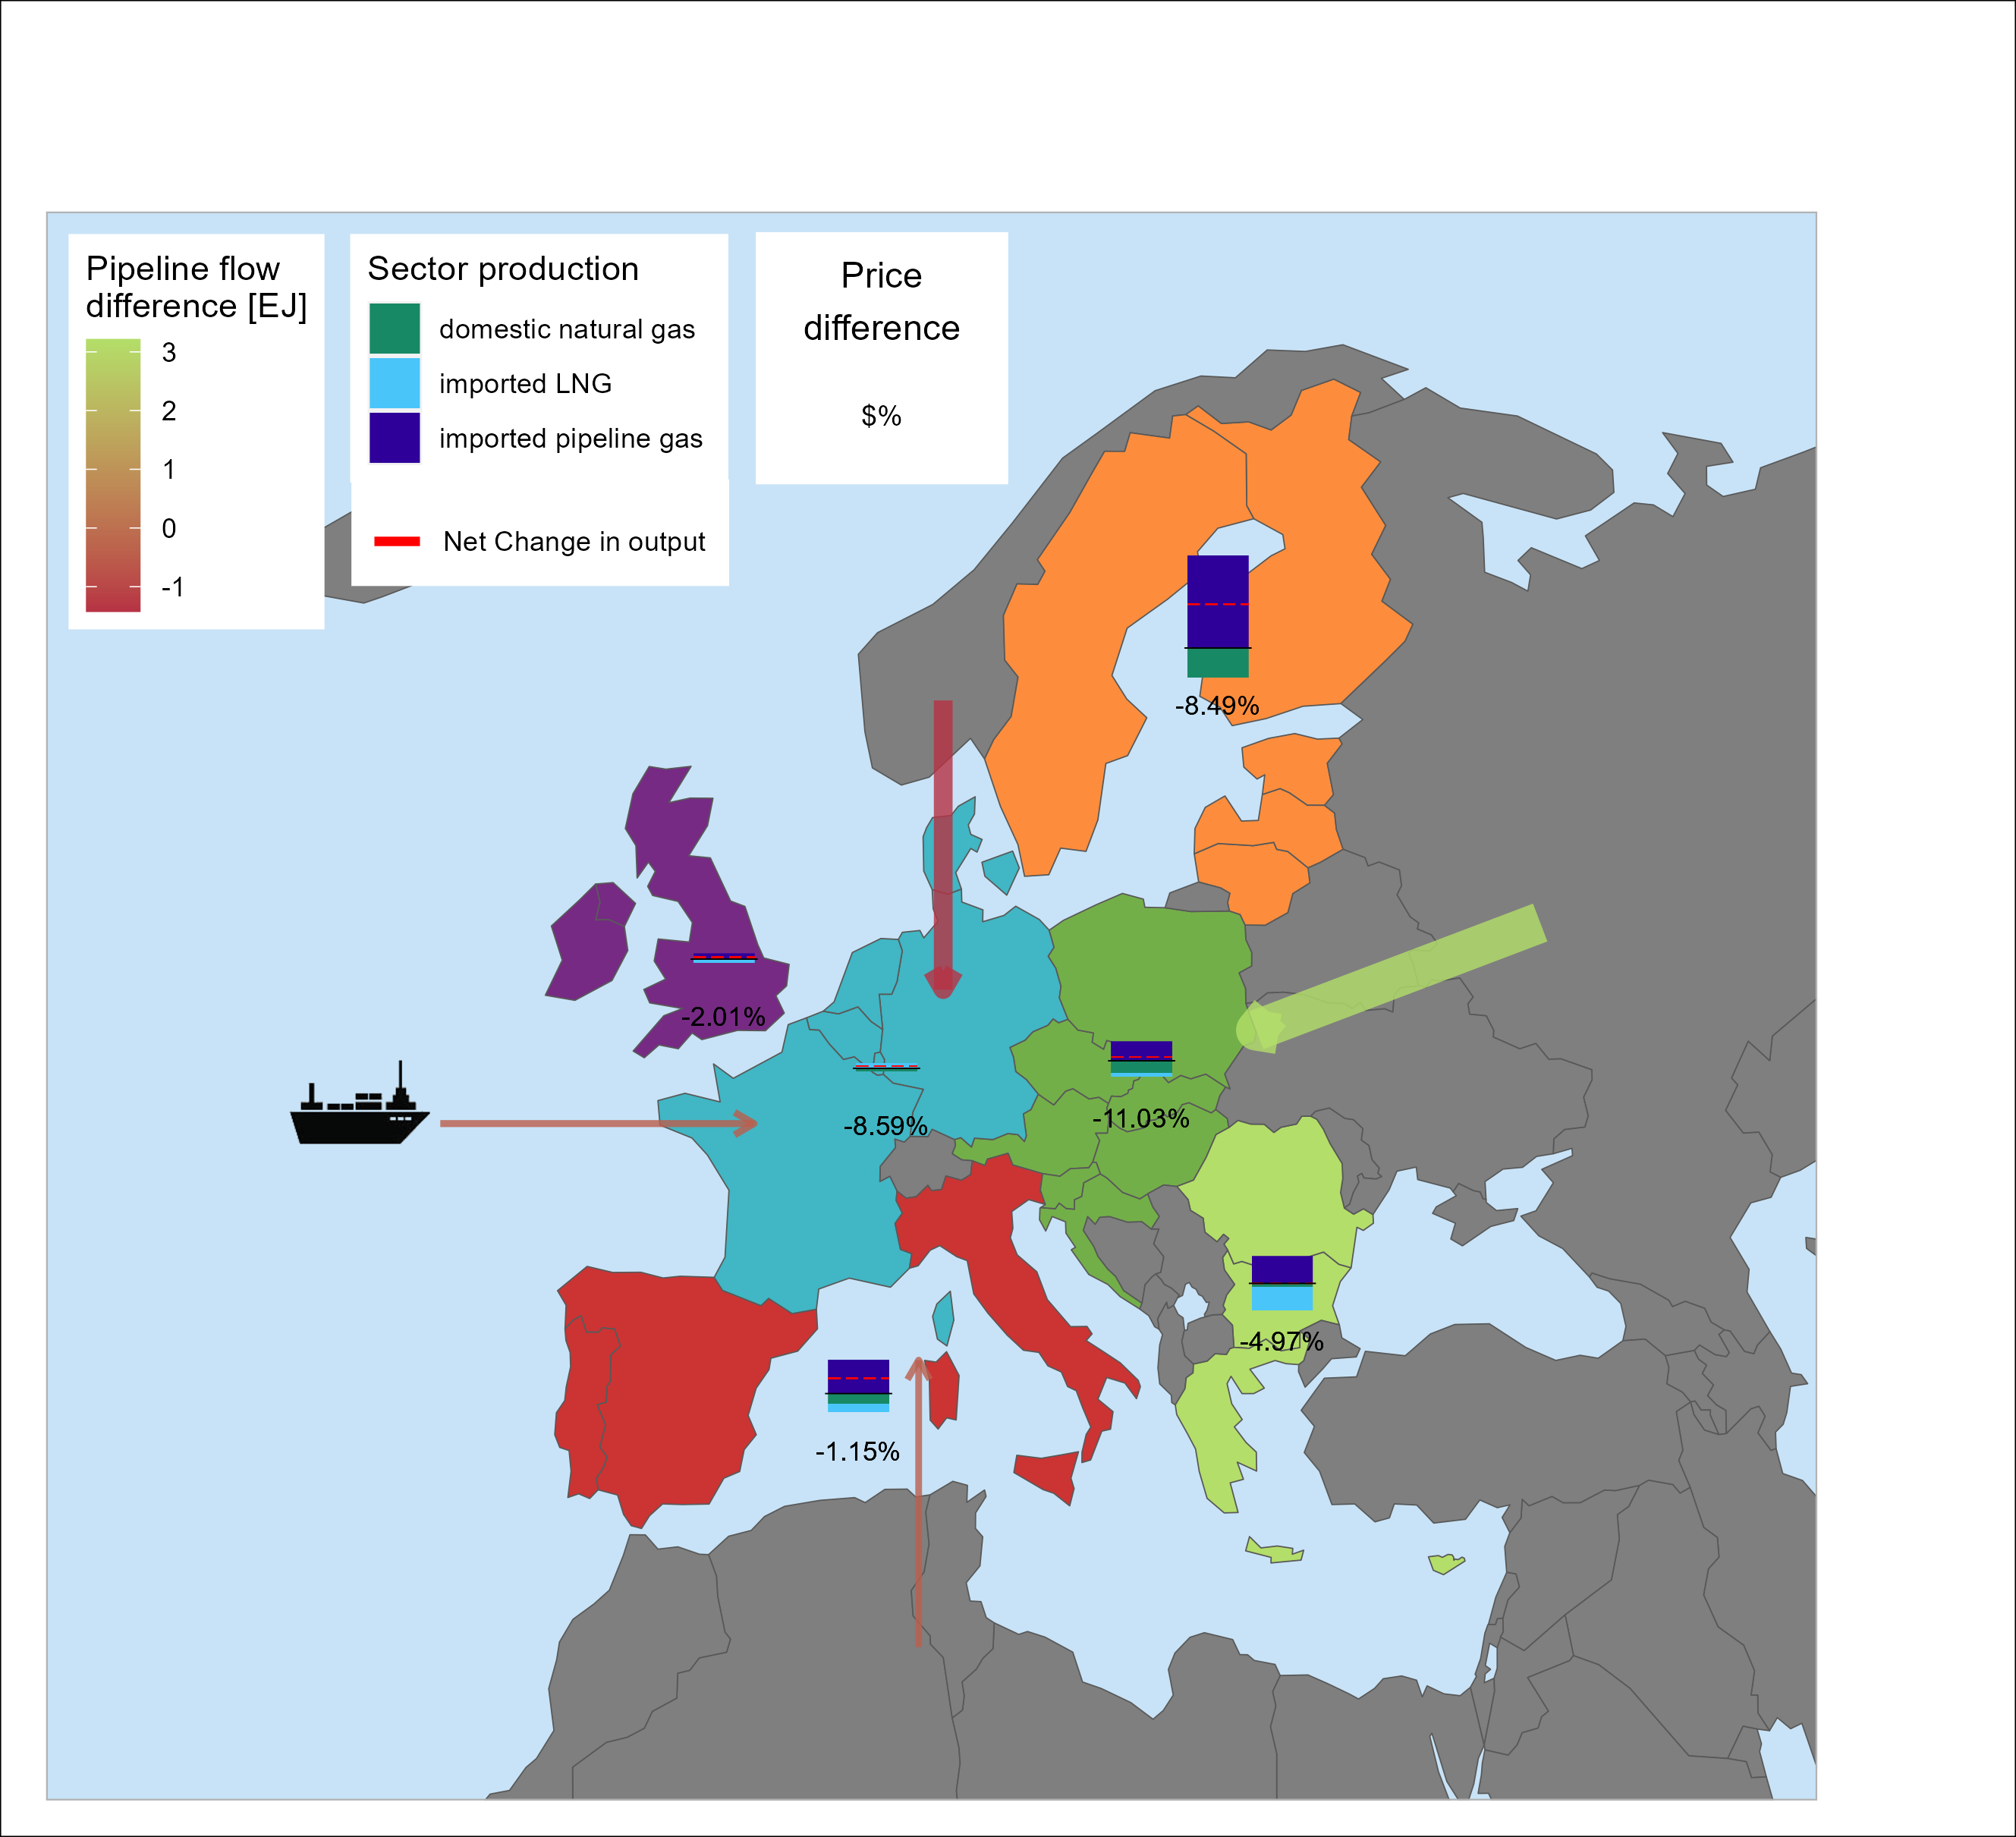 Pipeline flow
difference [EJ]
3
2
1
0
-1
Sector production
domestic natural gas
imported LNG
imported pipeline gas
Net Change in output
Price
difference
$%
-8.49%
-2.01%
-8.59%
-11.03%
-4.97%
-1.15%